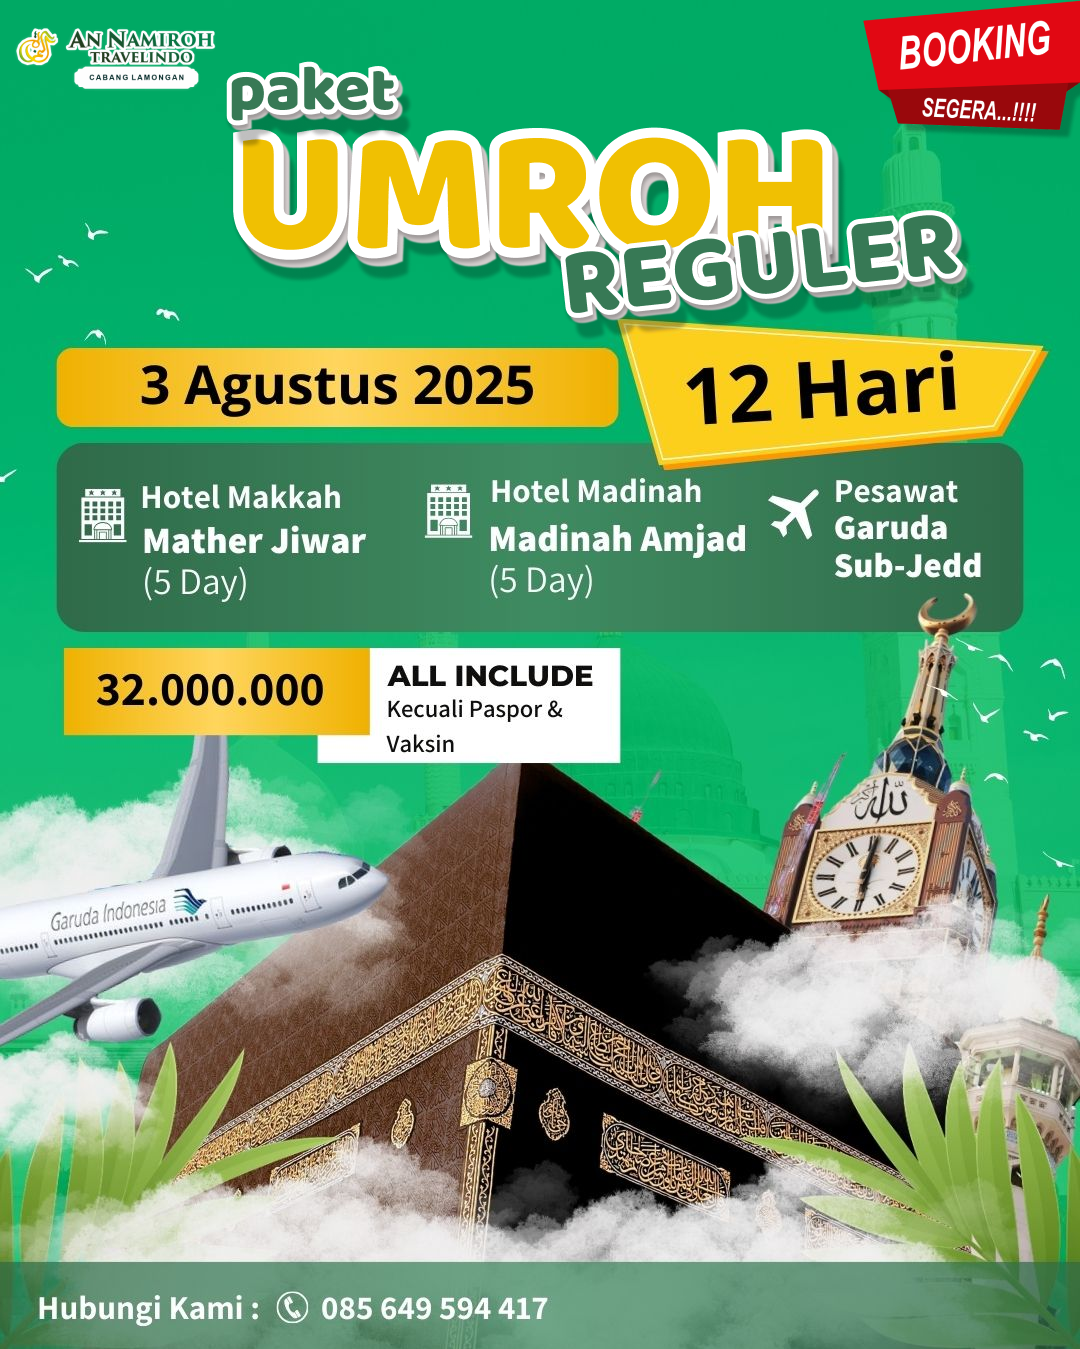 AN NAMIROH
TRAVELINDO
CABANG LAMONGAN
BOOKING
SEGERA...!!!!
paket
UMROH
REGULER
3 Agustus 2025
12 Hari
Hotel Makkah
Mather Jiwar
(5 Day)
Hotel Madinah
Madinah Amjad
(5 Day)
Pesawat
Garuda
Sub-Jedd
32.000.000
ALL INCLUDE
Kecuali Paspor &
Vaksin
Garuda Indonesia
Hubungi Kami : 085 649 594 417